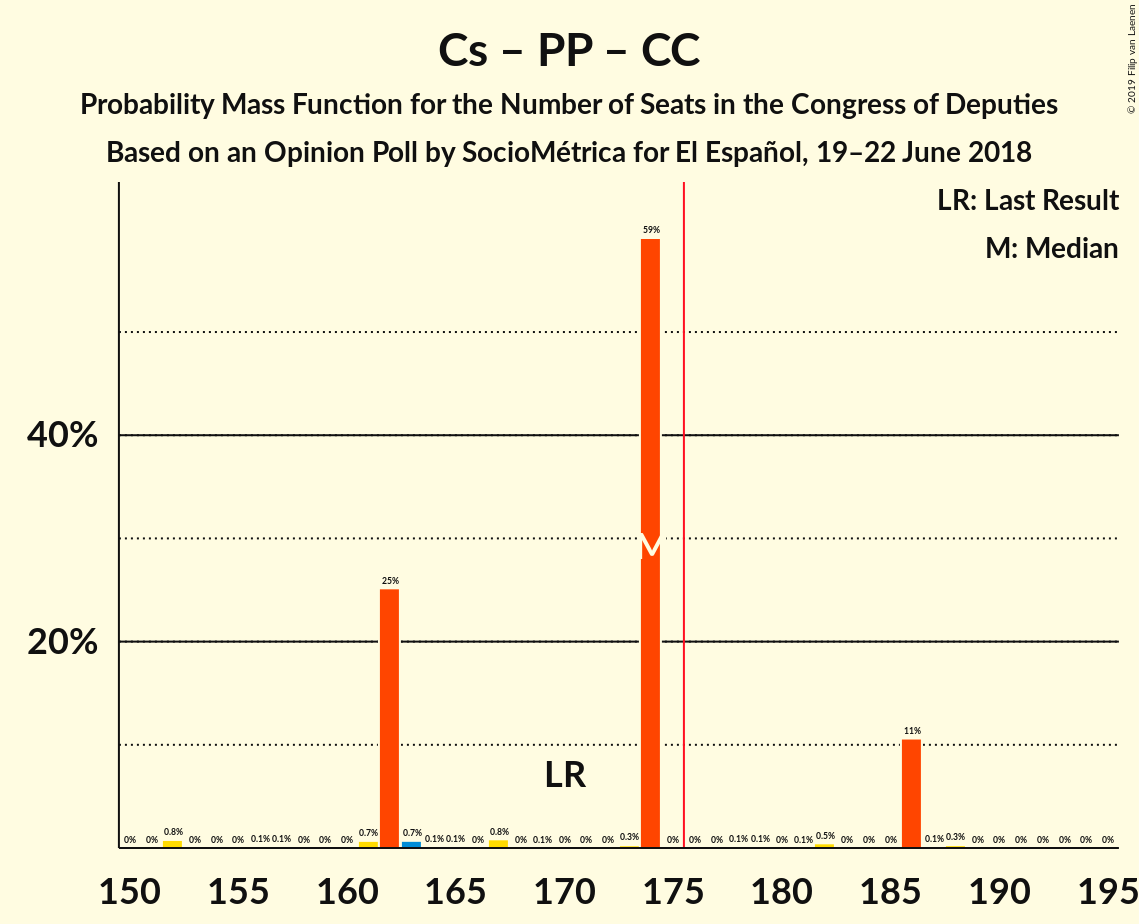 © 2019 Filip van Laenen
Cs – PP – CC
Probability Mass Function for the Number of Seats in the Congress of Deputies
Based on an Opinion Poll by SocioMétrica for El Español, 19–22 June 2018
LR: Last Result
M: Median
59%
40%
M
25%
20%
11%
LR
0% 0% 0.8% 0% 0% 0% 0.1% 0.1% 0% 0% 0% 0.7% 0.7% 0.1% 0.1% 0% 0.8% 0% 0.1% 0% 0% 0% 0.3% 0% 0% 0% 0.1% 0.1% 0% 0.1% 0.5% 0% 0% 0% 0.1% 0.3% 0% 0% 0% 0% 0% 0% 0%
150 155 160 165 170 175 180 185 190 195